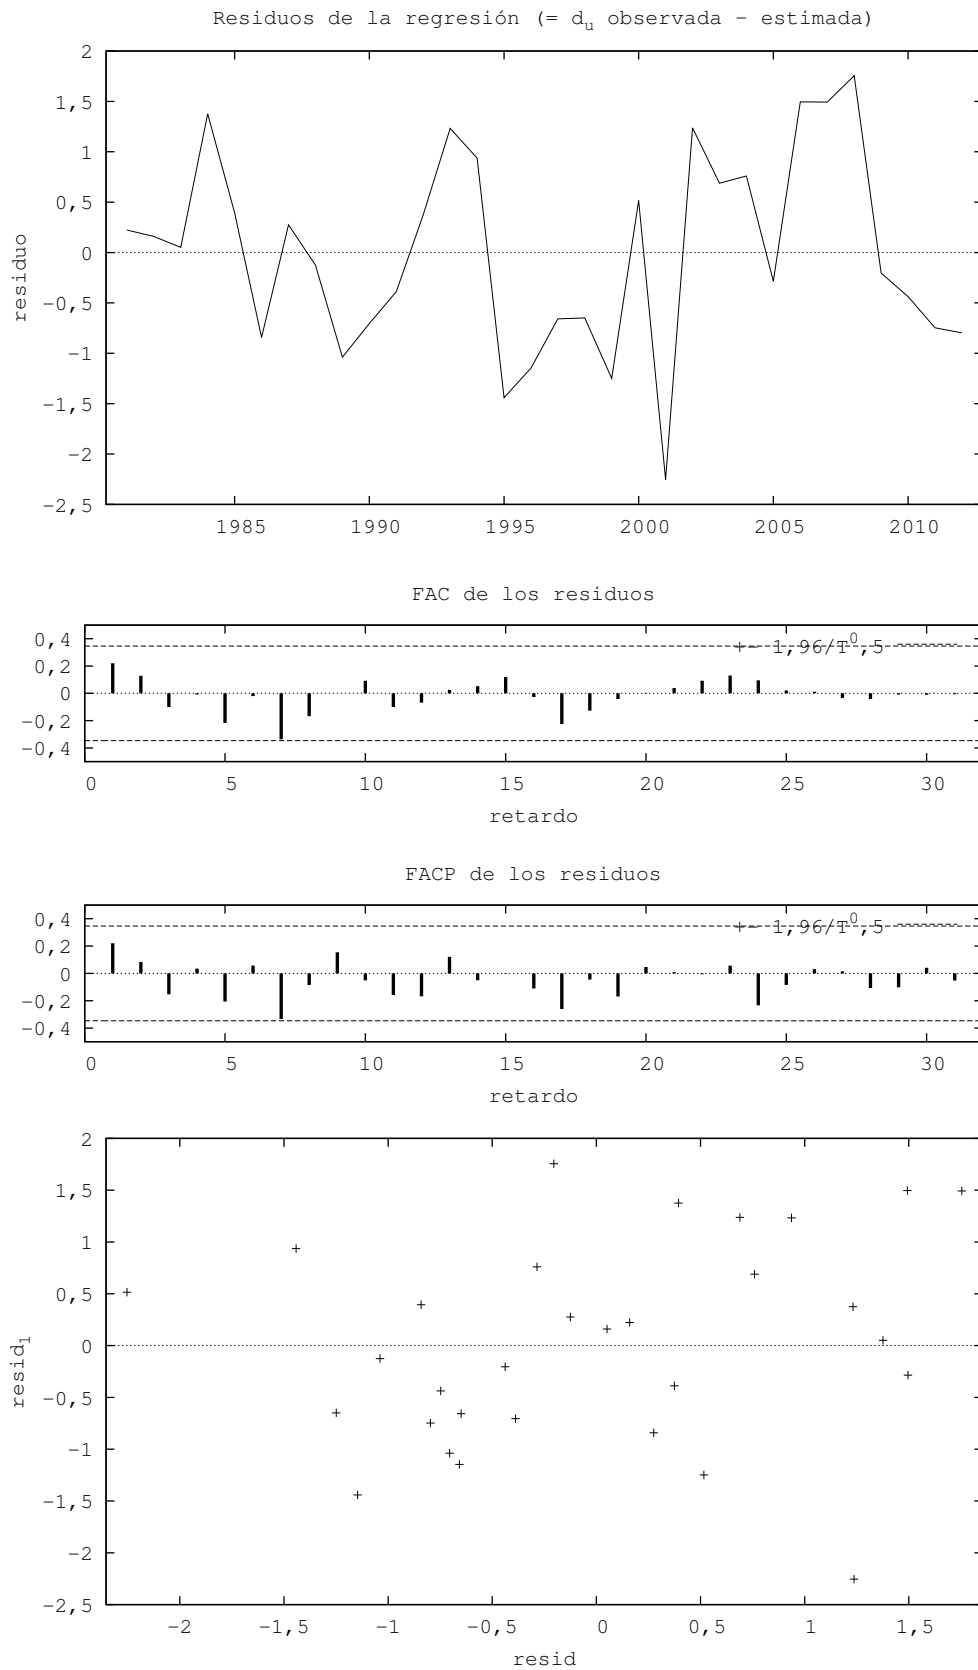 Residuos de la regresión (= d_u observada - estimada)
2
1,5
1
0,5
0
-0,5
-1
-1,5
-2
-2,5
residuo
1985 1990 1995 2000 2005 2010
FAC de los residuos
0,4
0,2
0
-0,2
-0,4
+- 1,96/T^0,5
0 5 10 15 20 25 30
retardo
FACP de los residuos
0,4
0,2
0
-0,2
-0,4
+- 1,96/T^0,5
0 5 10 15 20 25 30
retardo
2
1,5
1
0,5
0
-0,5
-1
-1,5
-2
-2,5
resid_1
-2 -1,5 -1 -0,5 0 0,5 1 1,5
resid